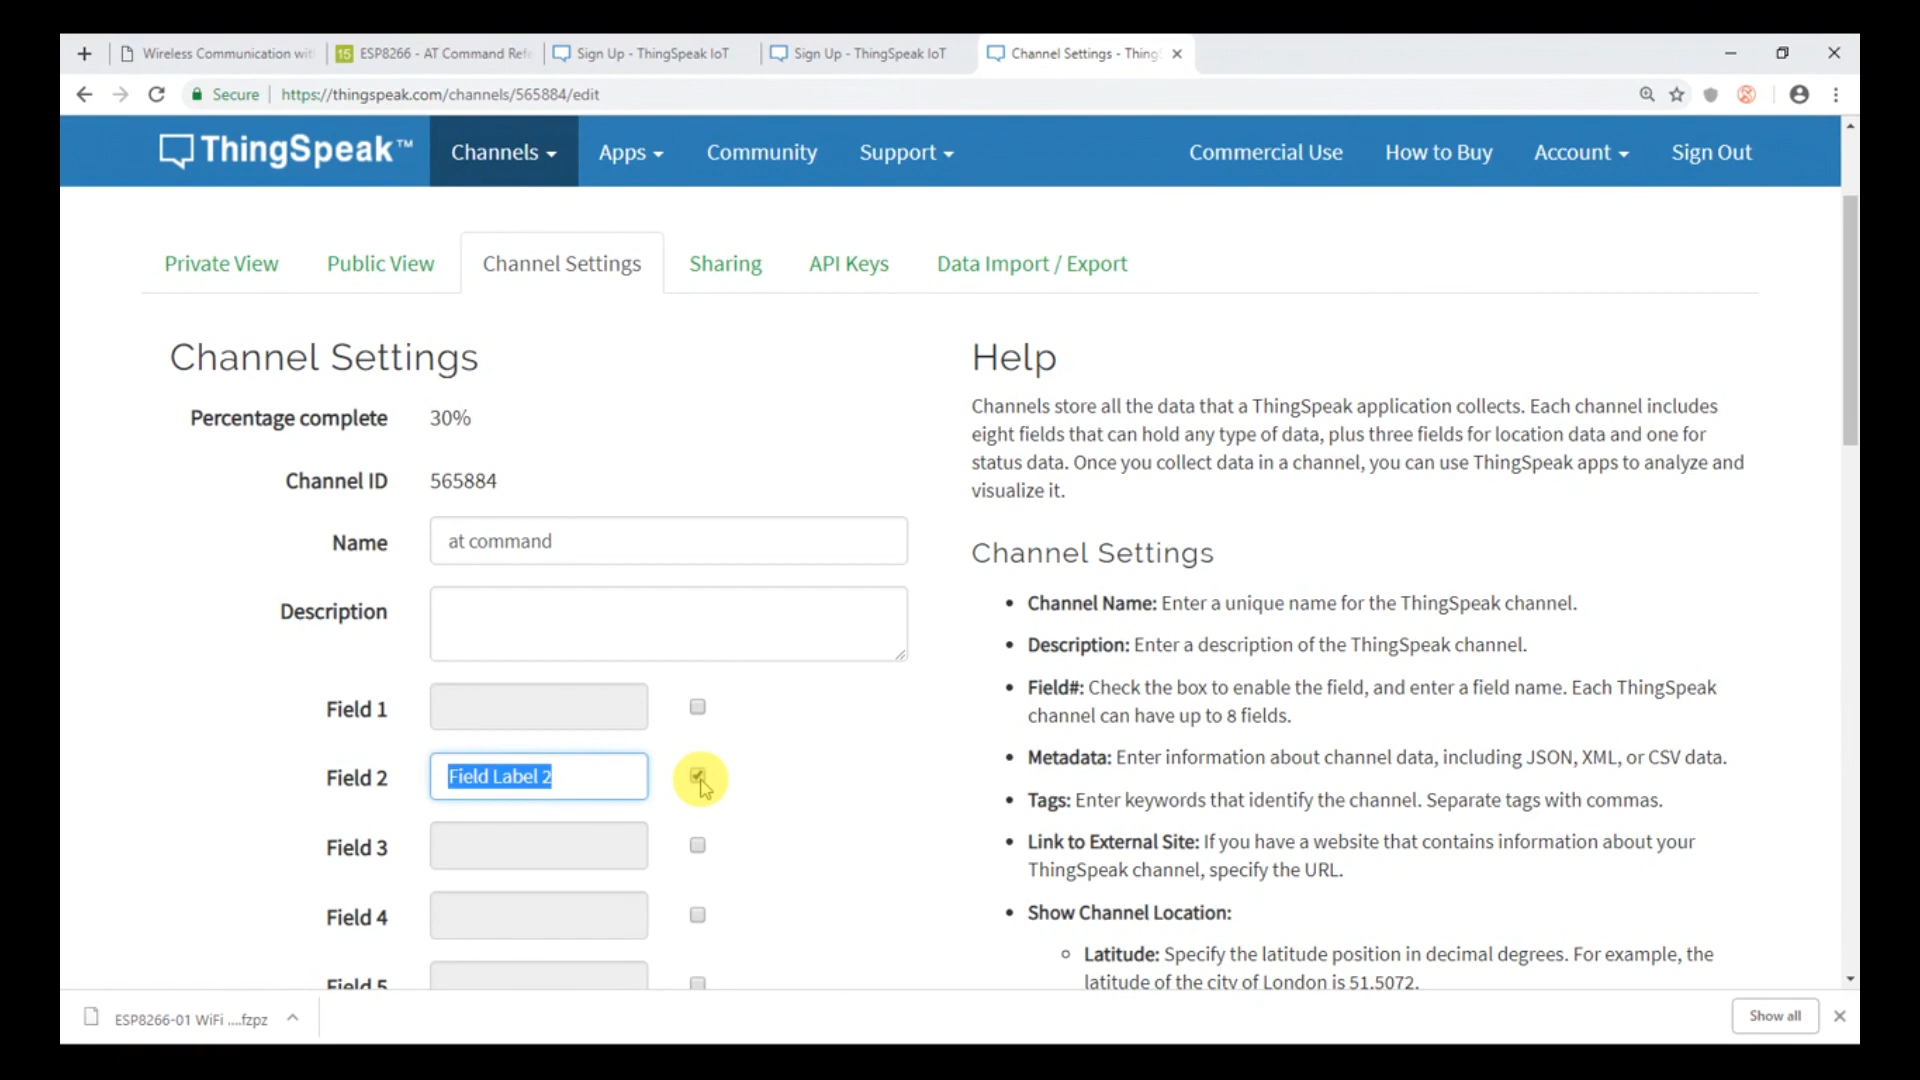 Wireless Communication wit
15 ESP8266 - AT Command Refe
Sign Up - ThingSpeak IoT
Sign Up - ThingSpeak IoT
Channel Settings - Thing
Secure https://thingspeak.com/channels/565884/edit
ThingSpeak™ Channels Apps Community Support Commercial Use How to Buy Account Sign Out
Private View Public View Channel Settings Sharing API Keys Data Import / Export
Channel Settings
Percentage complete 30%
Channel ID 565884
Name at command
Description
Field 1
Field 2 Field Label 2
Field 3
Field 4
Field 5
Help
Channels store all the data that a ThingSpeak application collects. Each channel includes
eight fields that can hold any type of data, plus three fields for location data and one for
status data. Once you collect data in a channel, you can use ThingSpeak apps to analyze and
visualize it.
Channel Settings
• Channel Name: Enter a unique name for the ThingSpeak channel.
• Description: Enter a description of the ThingSpeak channel.
• Field#: Check the box to enable the field, and enter a field name. Each ThingSpeak
channel can have up to 8 fields.
• Metadata: Enter information about channel data, including JSON, XML, or CSV data.
• Tags: Enter keywords that identify the channel. Separate tags with commas.
• Link to External Site: If you have a website that contains information about your
ThingSpeak channel, specify the URL.
• Show Channel Location:
Latitude: Specify the latitude position in decimal degrees. For example, the
latitude of the city of London is 51.5072.
ESP8266-01 WiFi ....fzpz
Show all